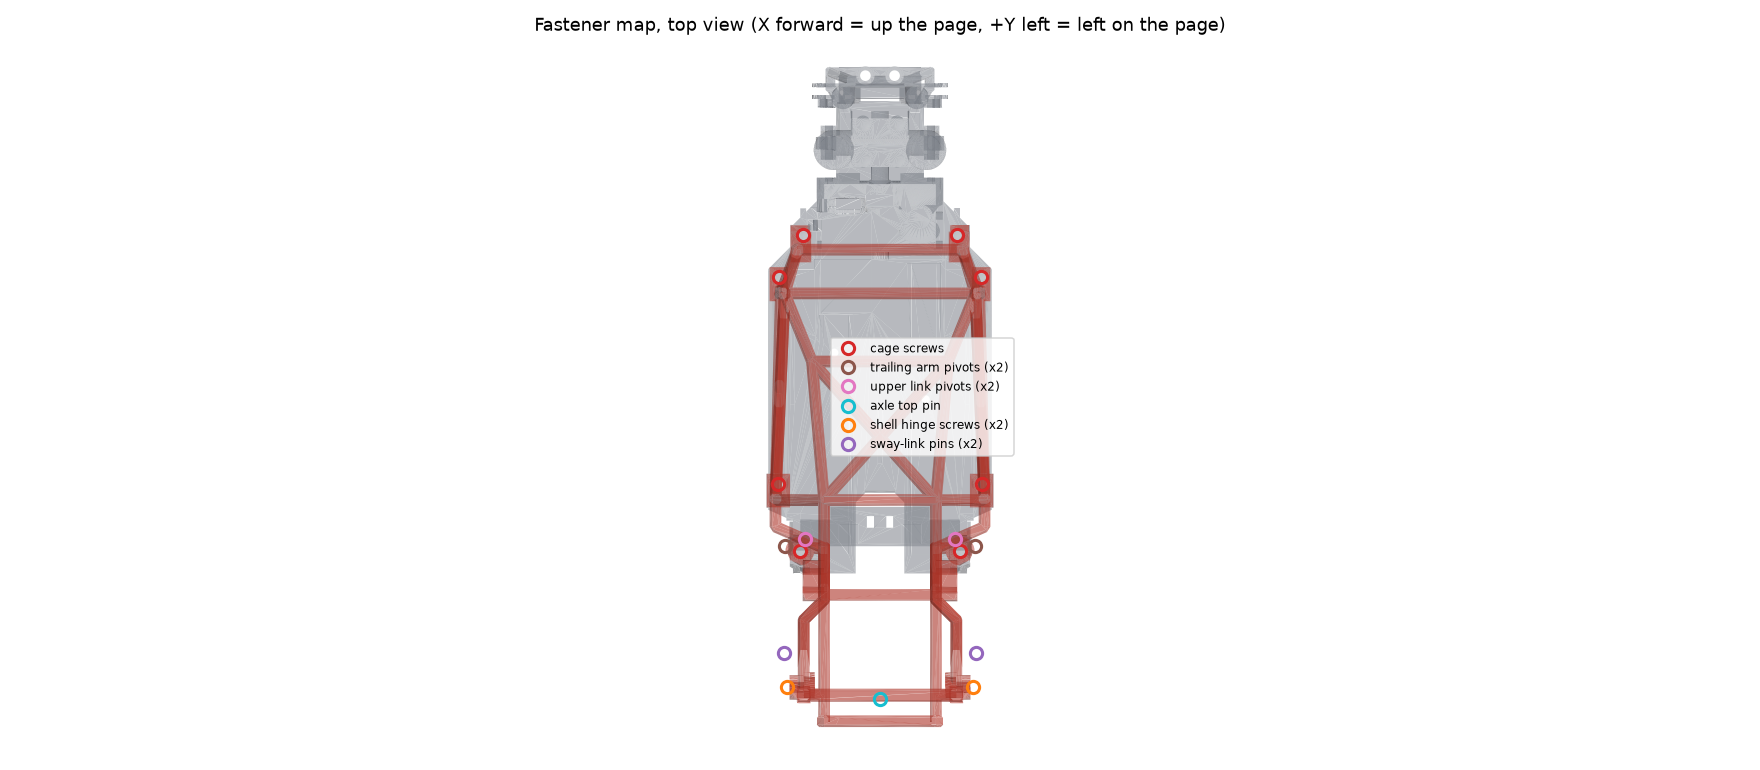 Fastener map, top view (X forward = up the page, +Y left = left on the page)
cage screws
trailing arm pivots (x2)
upper link pivots (x2)
axle top pin
shell hinge screws (x2)
sway-link pins (x2)